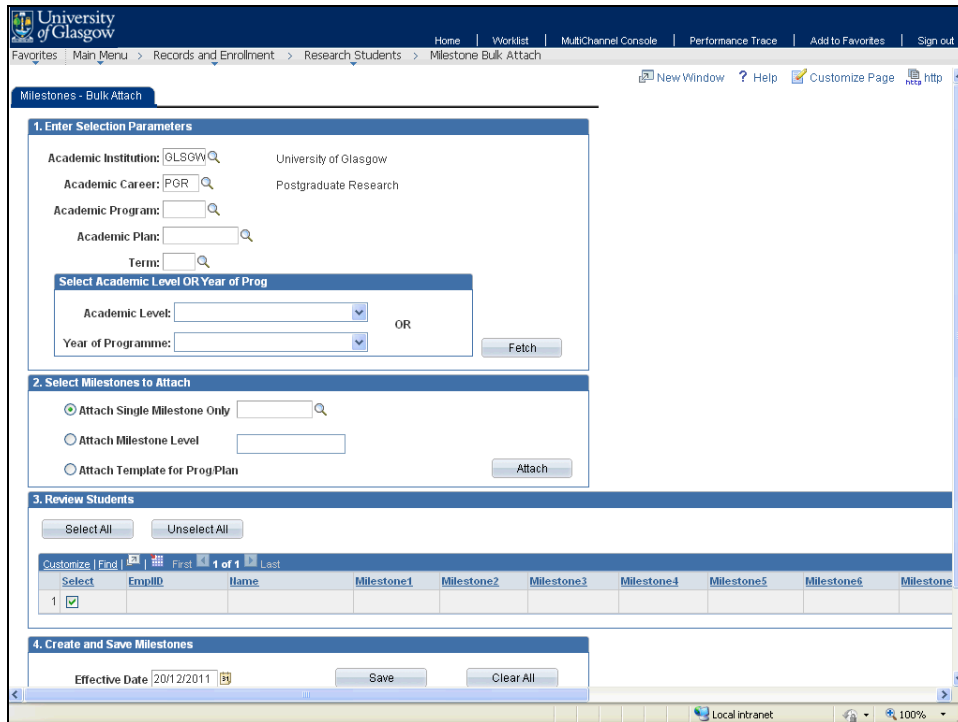 University
of Glasgow
Home | Worklist | MultiChannel Console | Performance Trace | Add to Favorites | Sign out
Favorites Main Menu > Records and Enrollment > Research Students > Milestone Bulk Attach
New Window ? Help Customize Page http
Milestones - Bulk Attach
1. Enter Selection Parameters
Academic Institution: GLSGW University of Glasgow
Academic Career: PGR Postgraduate Research
Academic Program:
Academic Plan:
Term:
Select Academic Level OR Year of Prog
Academic Level:
OR
Year of Programme:
Fetch
2. Select Milestones to Attach
Attach Single Milestone Only
Attach Milestone Level
Attach Template for Prog/Plan Attach
3. Review Students
Select All Unselect All
Customize | Find | | First 1 of 1 Last
Select EmplID Name Milestone1 Milestone2 Milestone3 Milestone4 Milestone5 Milestone6 Milestone
1
4. Create and Save Milestones
Effective Date 20/12/2011 31 Save Clear All
Local intranet 100%